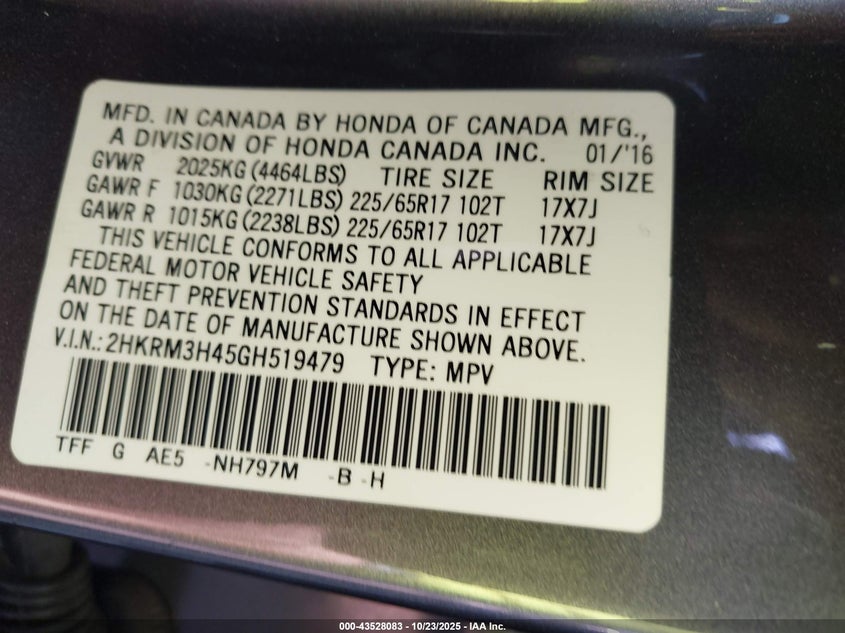 MFD. IN CANADA BY HONDA OF CANADA MFG.,
A DIVISION OF HONDA CANADA INC. 01/'16
GVWR 2025KG (4464LBS) TIRE SIZE RIM SIZE
GAWR F 1030KG (2271LBS) 225/65R17 102T 17X7J
GAWR R 1015KG (2238LBS) 225/65R17 102T 17X7J
THIS VEHICLE CONFORMS TO ALL APPLICABLE
FEDERAL MOTOR VEHICLE SAFETY
AND THEFT PREVENTION STANDARDS IN EFFECT
ON THE DATE OF MANUFACTURE SHOWN ABOVE.
V.I.N.: 2HKRM3H45GH519479 TYPE: MPV
TFF G AE5 -NH797M -B -H
000-43528083 - 10/23/2025 - IAA Inc.